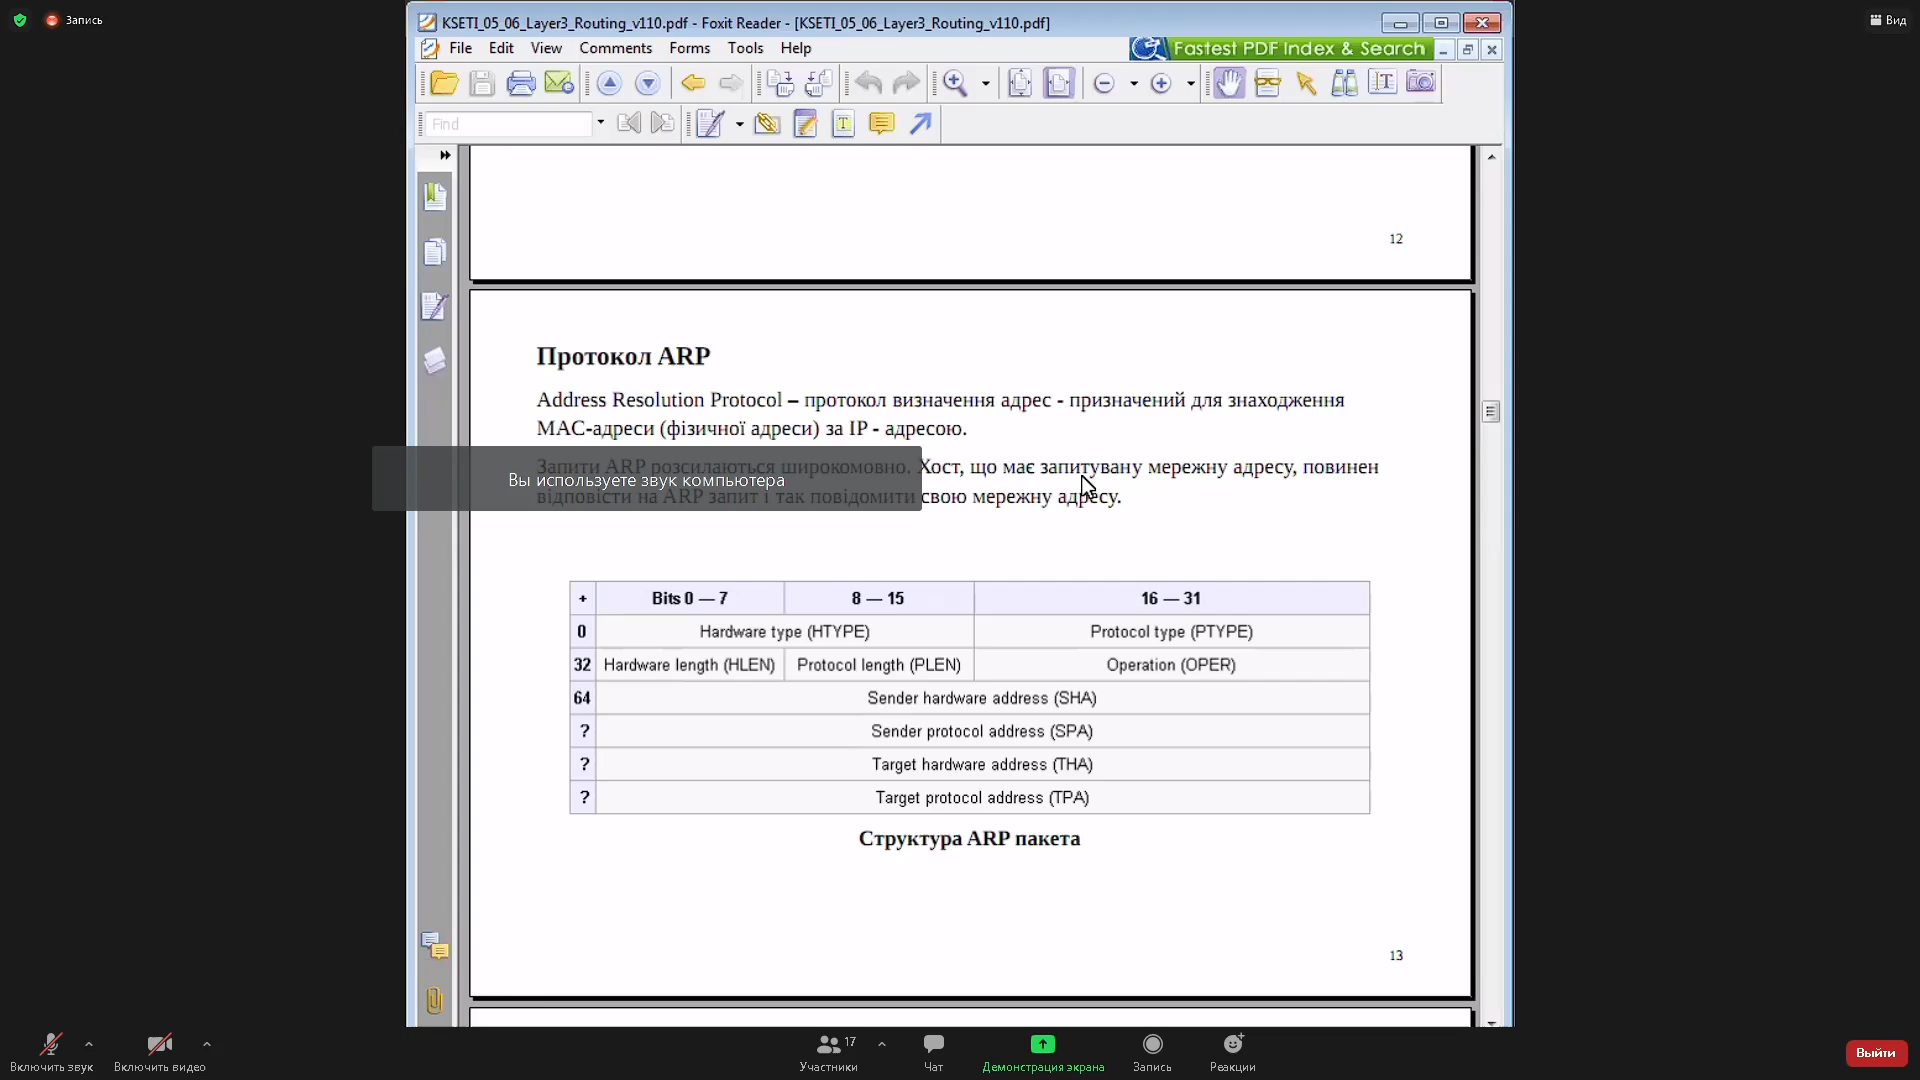 Запись
Вид
KSETI_05_06_Layer3_Routing_v110.pdf - Foxit Reader - [KSETI_05_06_Layer3_Routing_v110.pdf]
File Edit View Comments Forms Tools Help
Fastest PDF Index & Search
Find
12
Протокол ARP
Address Resolution Protocol – протокол визначення адрес - призначений для знаходження
MAC-адреси (фізичної адреси) за IP - адресою.
Запити ARP розсилаються широкомовно. Хост, що має запитувану мережну адресу, повинен
Вы используете звук компьютера
відповісти на ARP запит і так повідомити свою мережну адресу.
+ Bits 0 — 7 8 — 15 16 — 31
0 Hardware type (HTYPE) Protocol type (PTYPE)
32 Hardware length (HLEN) Protocol length (PLEN) Operation (OPER)
64 Sender hardware address (SHA)
? Sender protocol address (SPA)
? Target hardware address (THA)
? Target protocol address (TPA)
Структура ARP пакета
13
17
Включить звук Включить видео Участники Чат Демонстрация экрана Запись Реакции Выйти